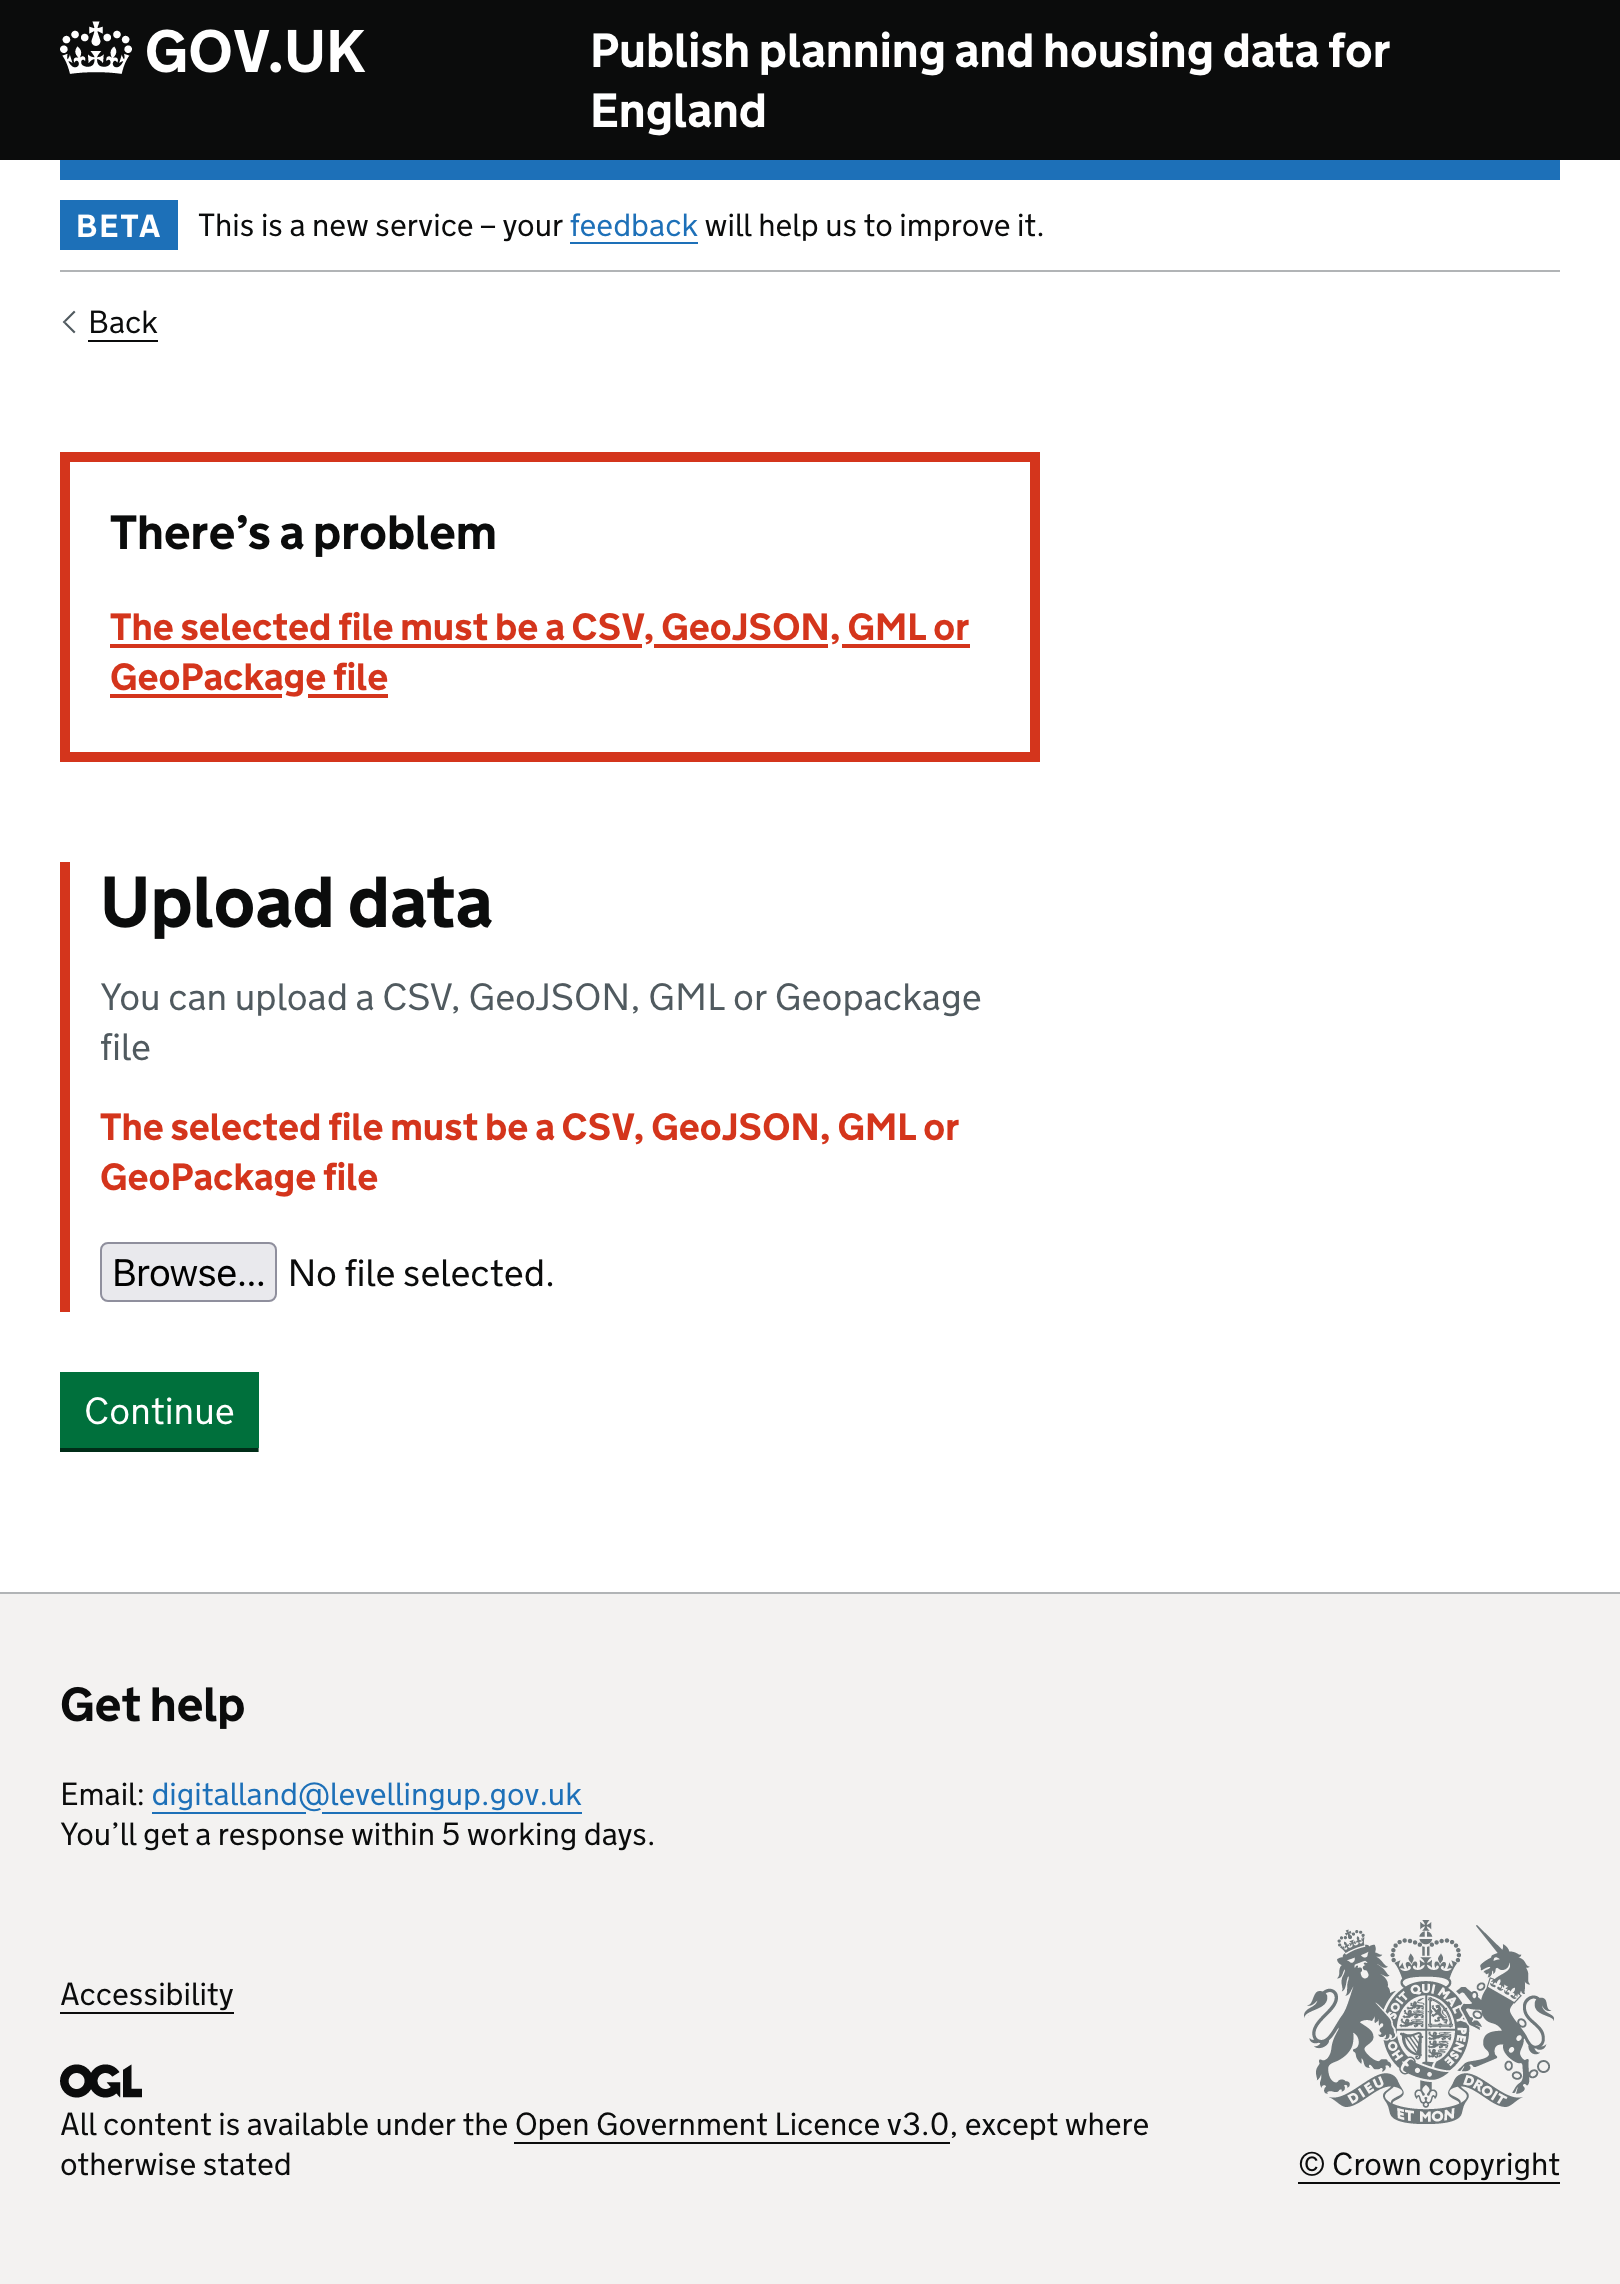 GOV.UK
Publish planning and housing data for
England
BETA
This is a new service – your feedback will help us to improve it.
Back
There’s a problem
The selected file must be a CSV, GeoJSON, GML or
GeoPackage file
Upload data
You can upload a CSV, GeoJSON, GML or Geopackage
file
The selected file must be a CSV, GeoJSON, GML or
GeoPackage file
Browse... No file selected.
Continue
Get help
Email: digitalland@levellingup.gov.uk
You’ll get a response within 5 working days.
Accessibility
OGL
All content is available under the Open Government Licence v3.0, except where
otherwise stated
SOIT QUI MAL
PENSE
HO
DIEU
ET MON
DROIT
© Crown copyright